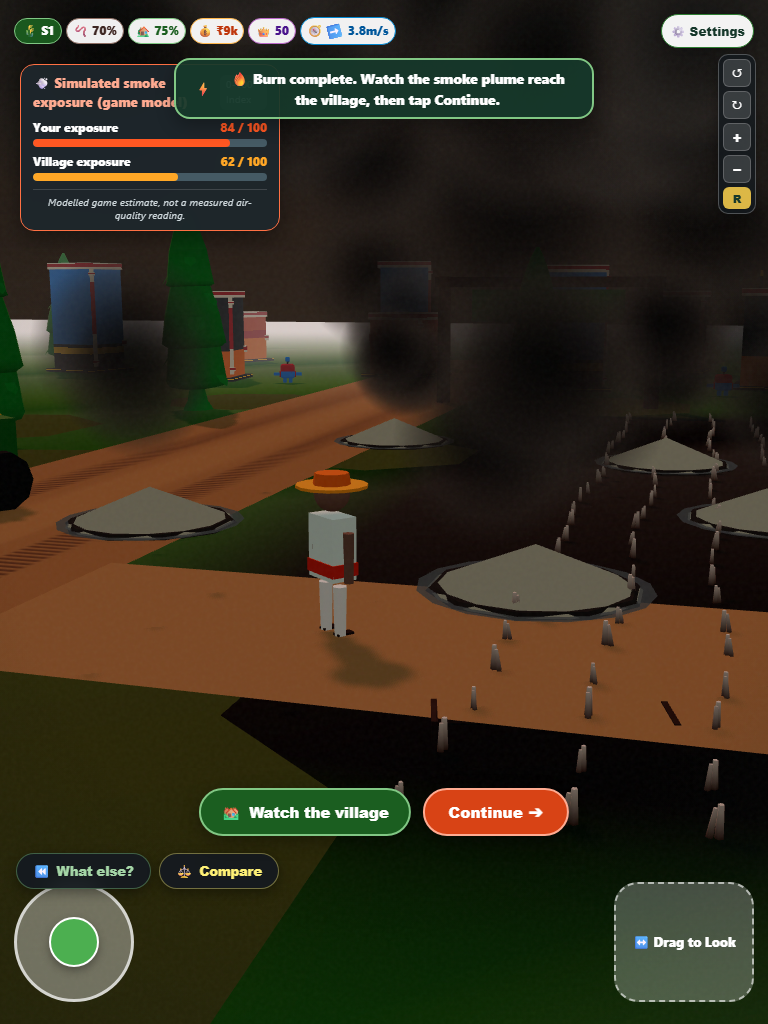 S1
70%
75%
₹9k
50
3.8m/s
Settings
Simulated smoke
exposure (game model)
Your exposure
84 / 100
Village exposure
62 / 100
Modelled game estimate, not a measured air-
quality reading.
Burn complete. Watch the smoke plume reach
the village, then tap Continue.
R
Watch the village
Continue →
What else?
Compare
Drag to Look